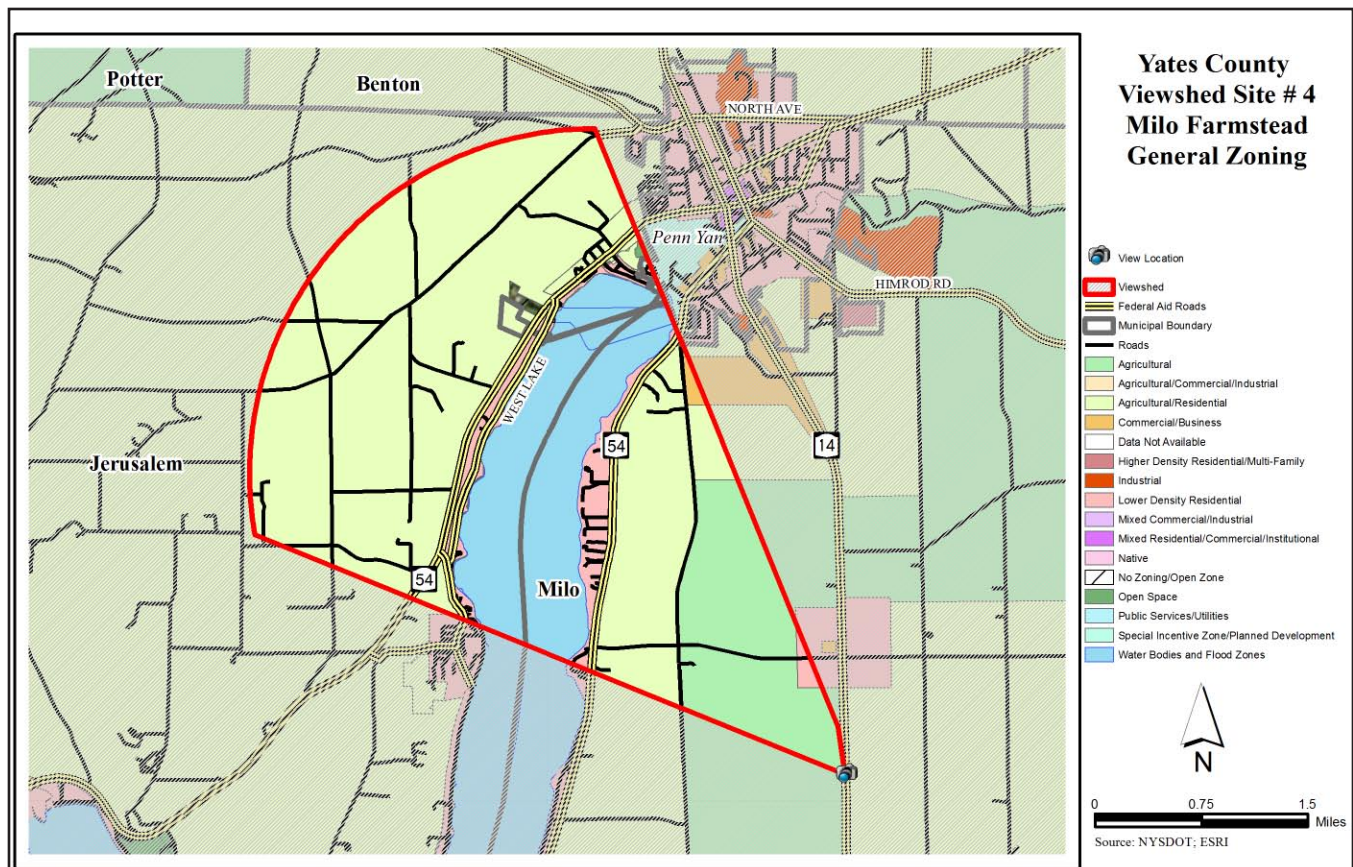 Yates County
Viewshed Site # 4
Milo Farmstead
General Zoning
Potter
Benton
NORTH AVE
Penn Yan
HIMROD RD
WEST LAKE
54
14
Jerusalem
54
Milo
View Location
Viewshed
Federal Aid Roads
Municipal Boundary
Roads
Agricultural
Agricultural/Commercial/Industrial
Agricultural/Residential
Commercial/Business
Data Not Available
Higher Density Residential/Multi-Family
Industrial
Lower Density Residential
Mixed Commercial/Industrial
Mixed Residential/Commercial/Institutional
Native
No Zoning/Open Zone
Open Space
Public Services/Utilities
Special Incentive Zone/Planned Development
Water Bodies and Flood Zones
N
0 0.75 1.5
Miles
Source: NYSDOT; ESRI